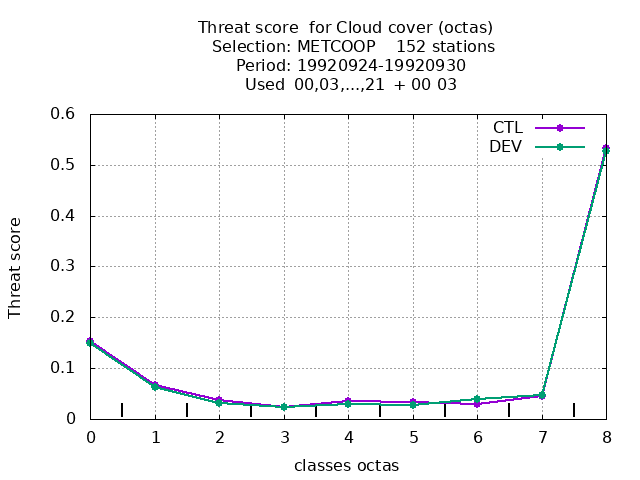 Threat score  for Cloud cover (octas)
Selection: METCOOP    152 stations
Period: 19920924-19920930
Used  00,03,...,21  + 00 03
CTL
DEV
0.6
0.5
0.4
0.3
0.2
0.1
0
Threat score
0 1 2 3 4 5 6 7 8
classes octas